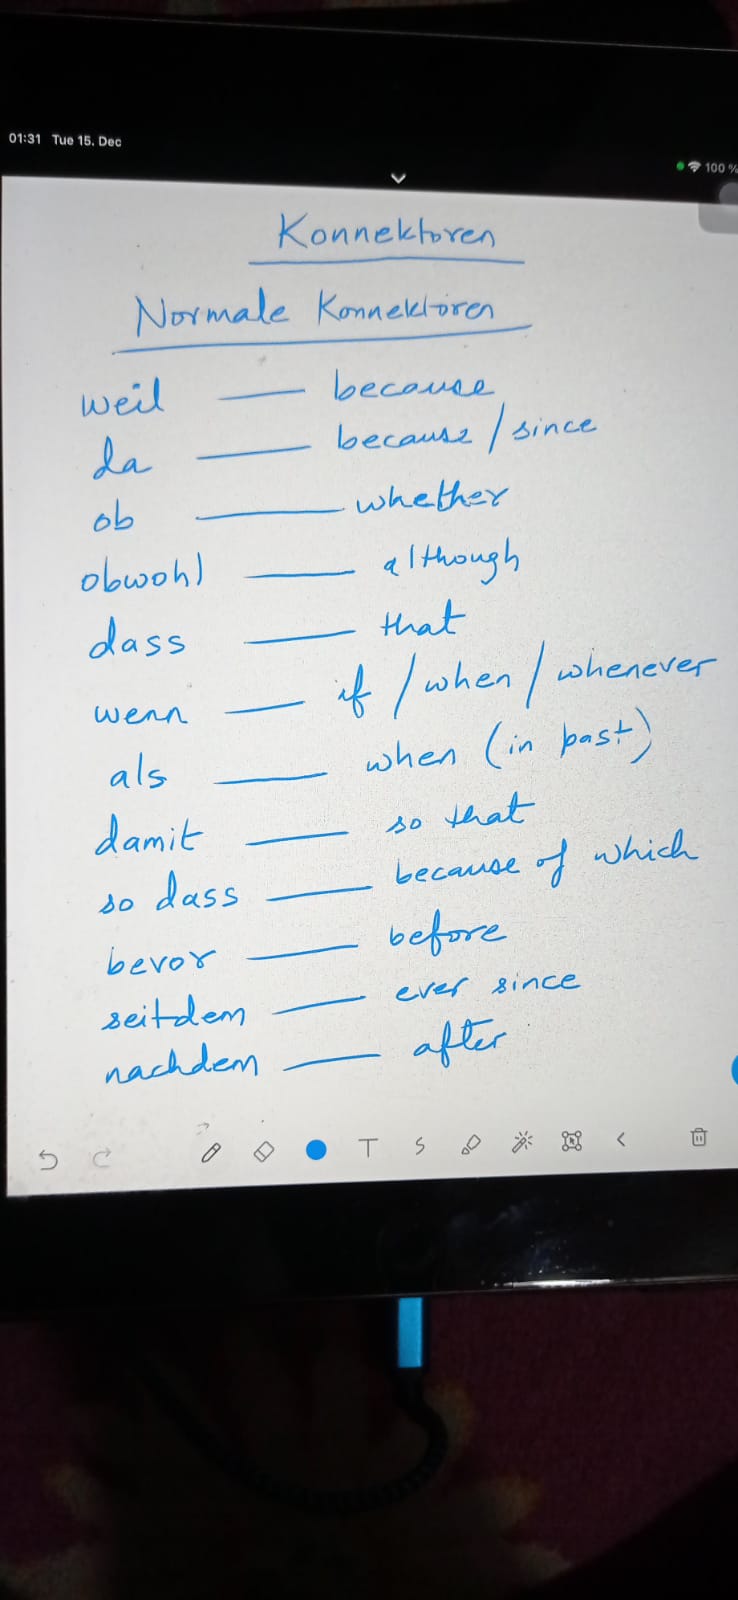 01:31 Tue 15. Dec
100 %
Konnektoren
Normale Konnektoren
weil — because
da — because / since
ob — whether
obwohl — although
dass — that
wenn — if / when / whenever
als — when (in past)
damit — so that
so dass — because of which
bevor — before
seitdem — ever since
nachdem — after
T S